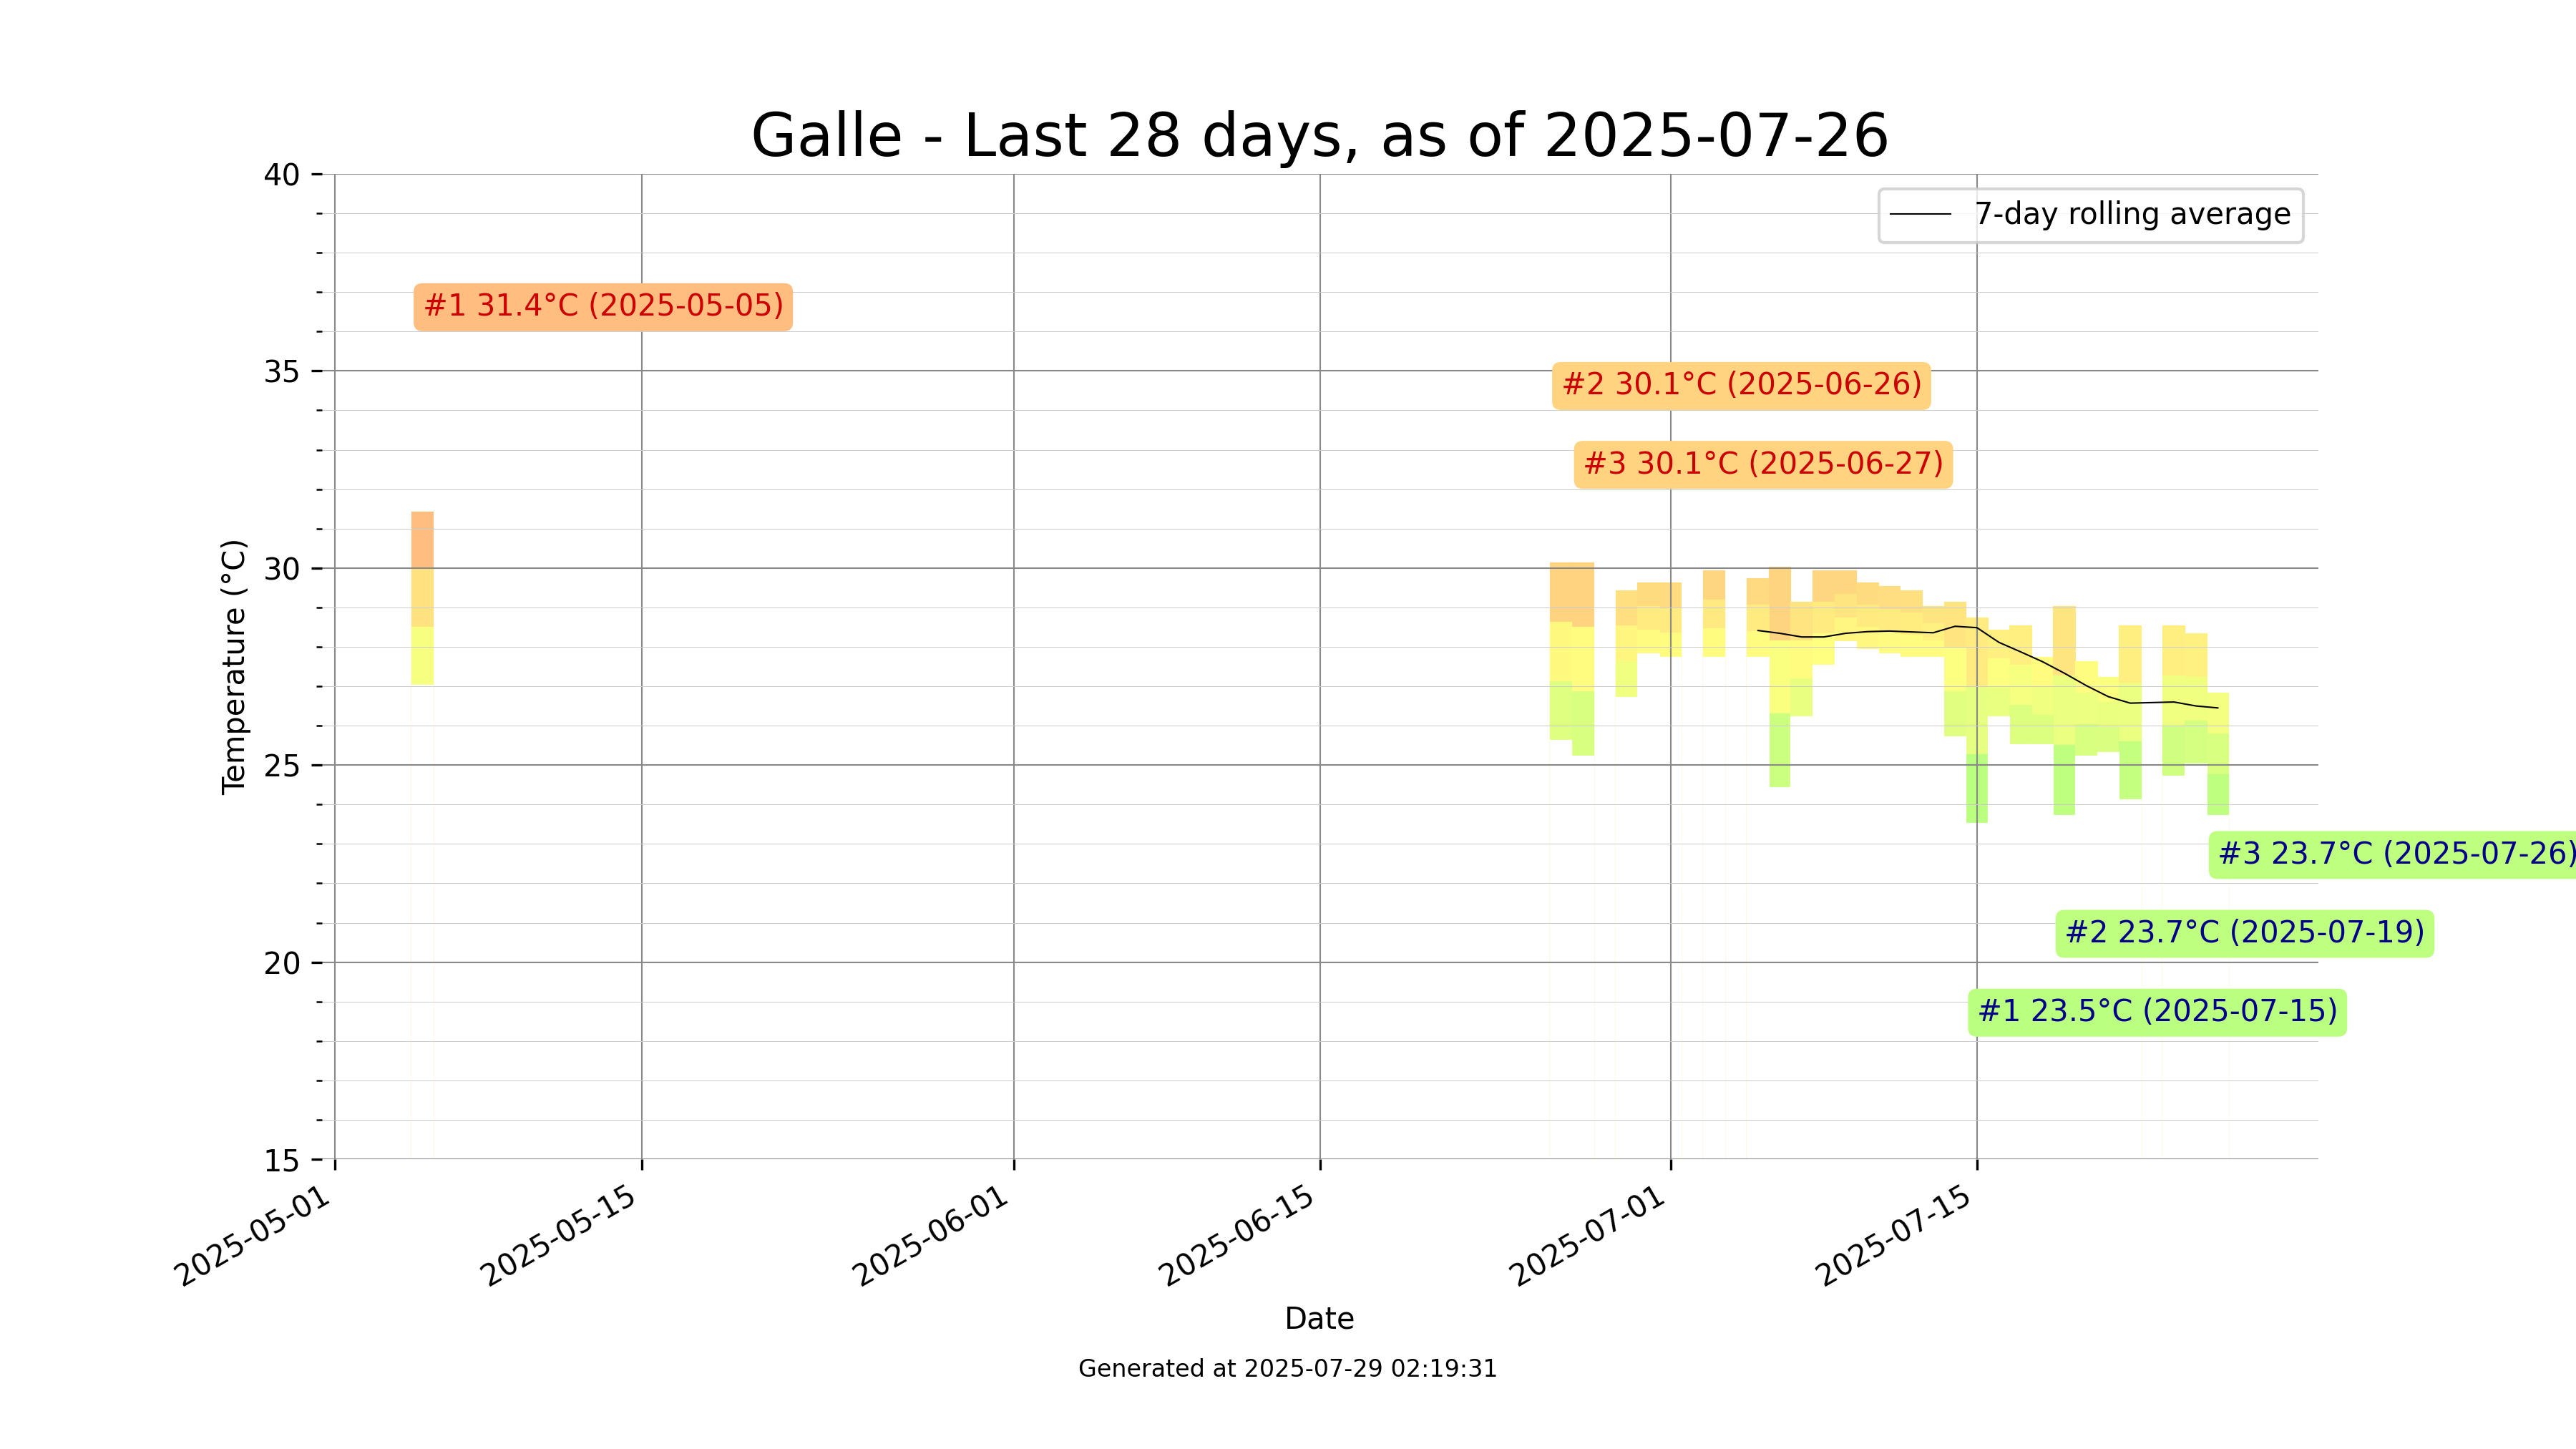 Galle - Last 28 days, as of 2025-07-26
40
7-day rolling average
#1 31.4°C (2025-05-05)
35
#2 30.1°C (2025-06-26)
#3 30.1°C (2025-06-27)
Temperature (°C)
30
25
#3 23.7°C (2025-07-26)
#2 23.7°C (2025-07-19)
20
#1 23.5°C (2025-07-15)
15
2025-05-01
2025-05-15
2025-06-01
2025-06-15
2025-07-01
2025-07-15
Date
Generated at 2025-07-29 02:19:31